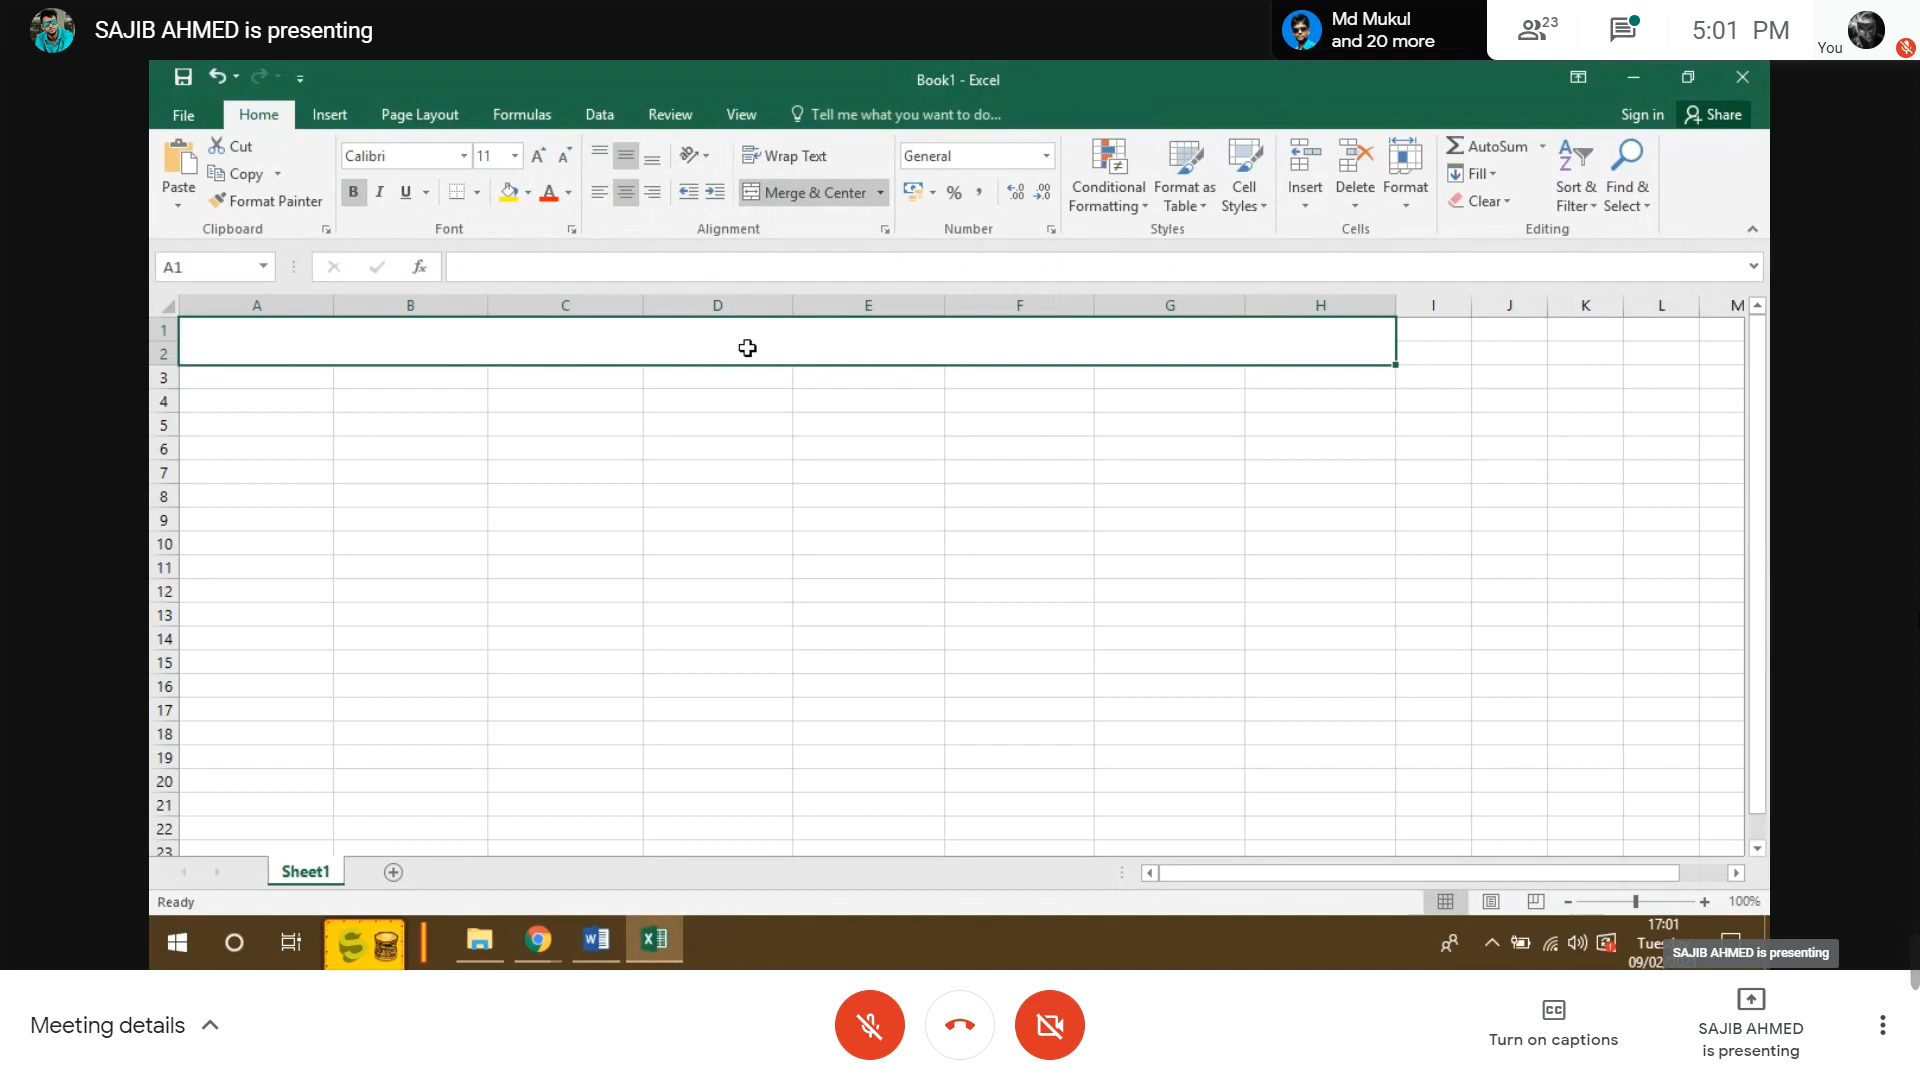 SAJIB AHMED is presenting
Md Mukul
and 20 more
23
5:01 PM
You
Book1 - Excel
File Home Insert Page Layout Formulas Data Review View Tell me what you want to do... Sign in Share
Cut
Copy
Format Painter
Paste
Clipboard
Calibri 11
B I U
Font
Wrap Text
Merge & Center
Alignment
General
Number
Conditional Formatting
Format as Table
Cell Styles
Styles
Insert Delete Format
Cells
AutoSum
Fill
Clear
Sort & Filter
Find & Select
Editing
A1
fx
A B C D E F G H I J K L M
1
2
3
4
5
6
7
8
9
10
11
12
13
14
15
16
17
18
19
20
21
22
23
Sheet1
Ready
100%
17:01
SAJIB AHMED is presenting
Meeting details
CC
Turn on captions
SAJIB AHMED
is presenting